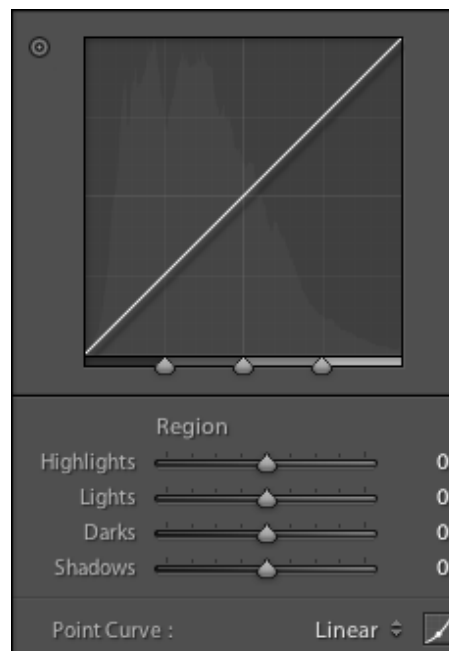 Region
Highlights 0
Lights 0
Darks 0
Shadows 0
Point Curve : Linear